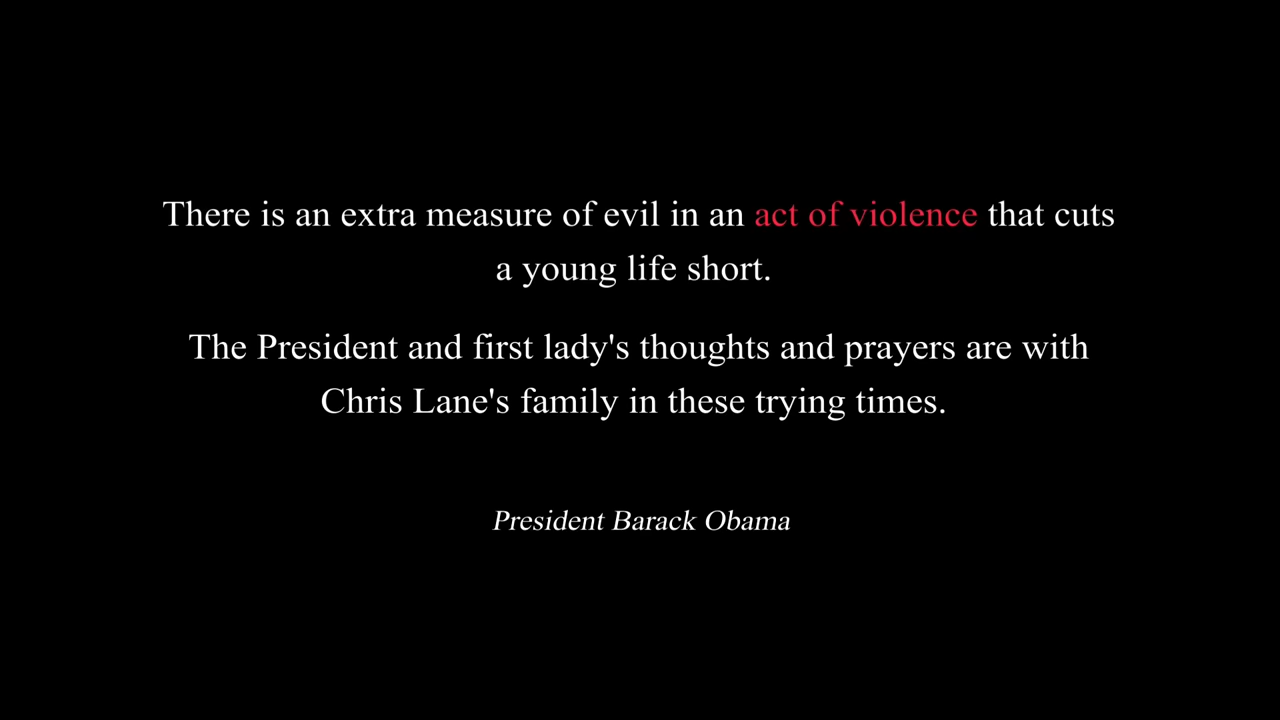 There is an extra measure of evil in an act of violence that cuts
a young life short.
The President and first lady's thoughts and prayers are with
Chris Lane's family in these trying times.
President Barack Obama